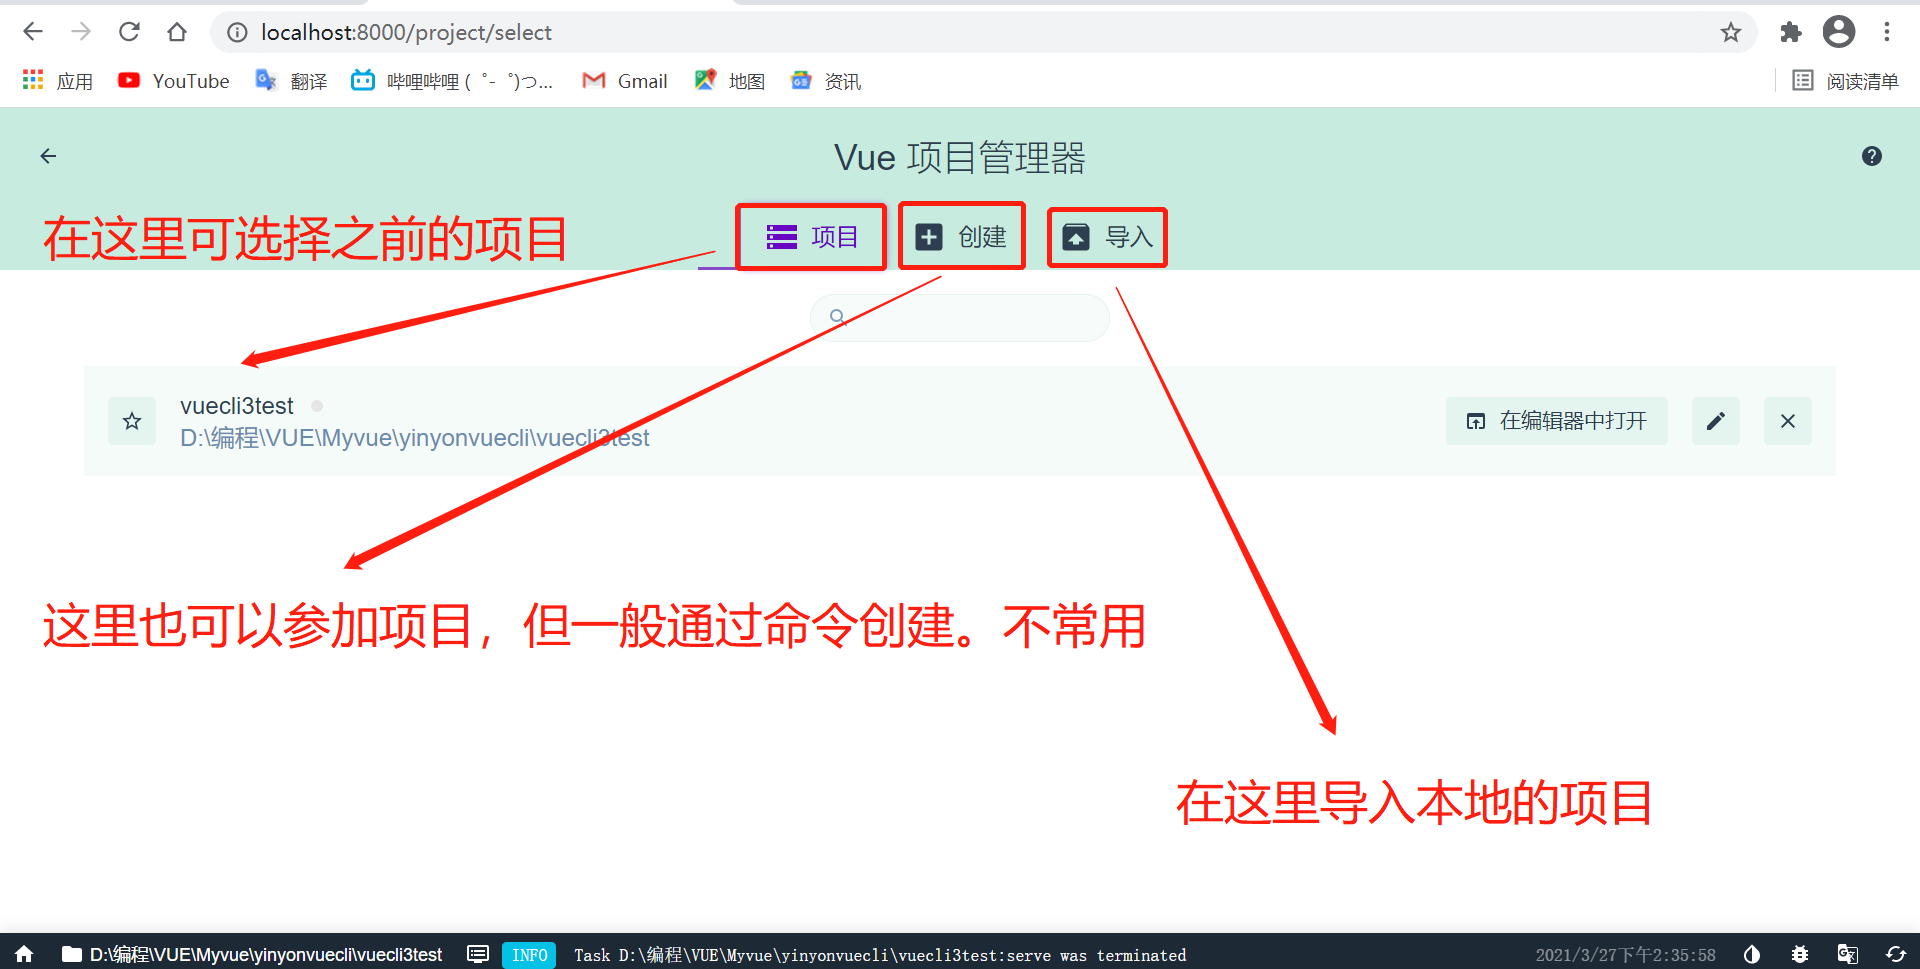 localhost:8000/project/select
应用 YouTube 翻译 哔哩哔哩 (゜-゜)つ... Gmail 地图 资讯 阅读清单
Vue 项目管理器
在这里可选择之前的项目
项目 创建 导入
vuecli3test
D:\编程\VUE\Myvue\yinyonvuecli\vuecli3test
在编辑器中打开
这里也可以参加项目，但一般通过命令创建。不常用
在这里导入本地的项目
D:\编程\VUE\Myvue\yinyonvuecli\vuecli3test INFO Task D:\编程\VUE\Myvue\yinyonvuecli\vuecli3test:serve was terminated 2021/3/27下午2:35:58